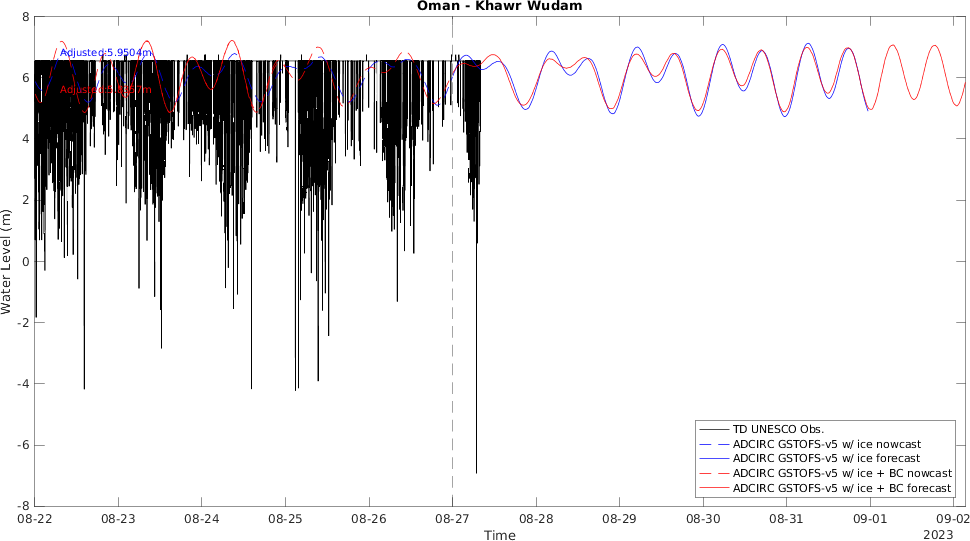 Oman - Khawr Wudam
8
6
4
2
0
-2
-4
-6
-8
Water Level (m)
Adjusted:5.9504m
TD UNESCO Obs.
ADCIRC GSTOFS-v5 w/ ice nowcast
ADCIRC GSTOFS-v5 w/ ice forecast
ADCIRC GSTOFS-v5 w/ ice + BC nowcast
ADCIRC GSTOFS-v5 w/ ice + BC forecast
08-22
08-23
08-24
08-25
08-26
08-27
08-28
08-29
08-30
08-31
09-01
09-02
Time
2023